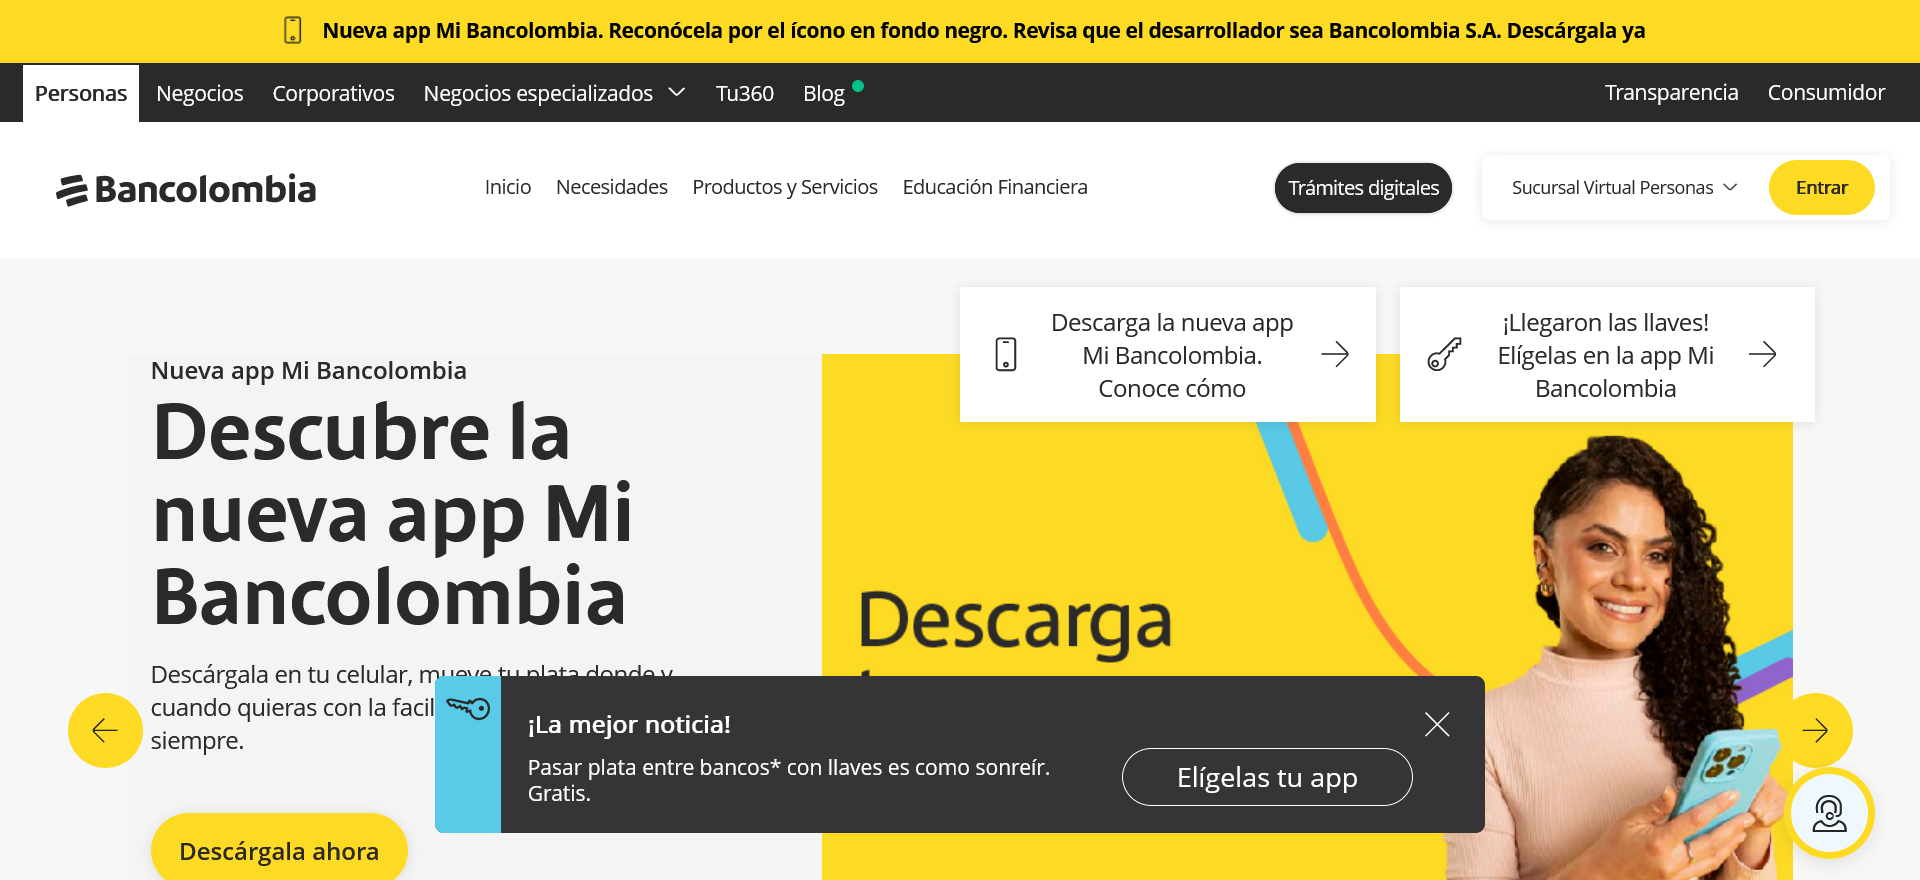 Nueva app Mi Bancolombia. Reconócela por el ícono en fondo negro. Revisa que el desarrollador sea Bancolombia S.A. Descárgala ya
Personas
Negocios
Corporativos
Negocios especializados
Tu360
Blog
Transparencia
Consumidor
Bancolombia
Inicio
Necesidades
Productos y Servicios
Educación Financiera
Trámites digitales
Sucursal Virtual Personas
Entrar
Descarga la nueva app
Mi Bancolombia.
Conoce cómo
¡Llegaron las llaves!
Elígelas en la app Mi
Bancolombia
Nueva app Mi Bancolombia
Descubre la
nueva app Mi
Bancolombia
Descárgala en tu celular, mueve tu plata donde y
cuando quieras con la facil
siempre.
Descárgala ahora
Descarga
¡La mejor noticia!
Pasar plata entre bancos* con llaves es como sonreír.
Gratis.
Elígelas tu app